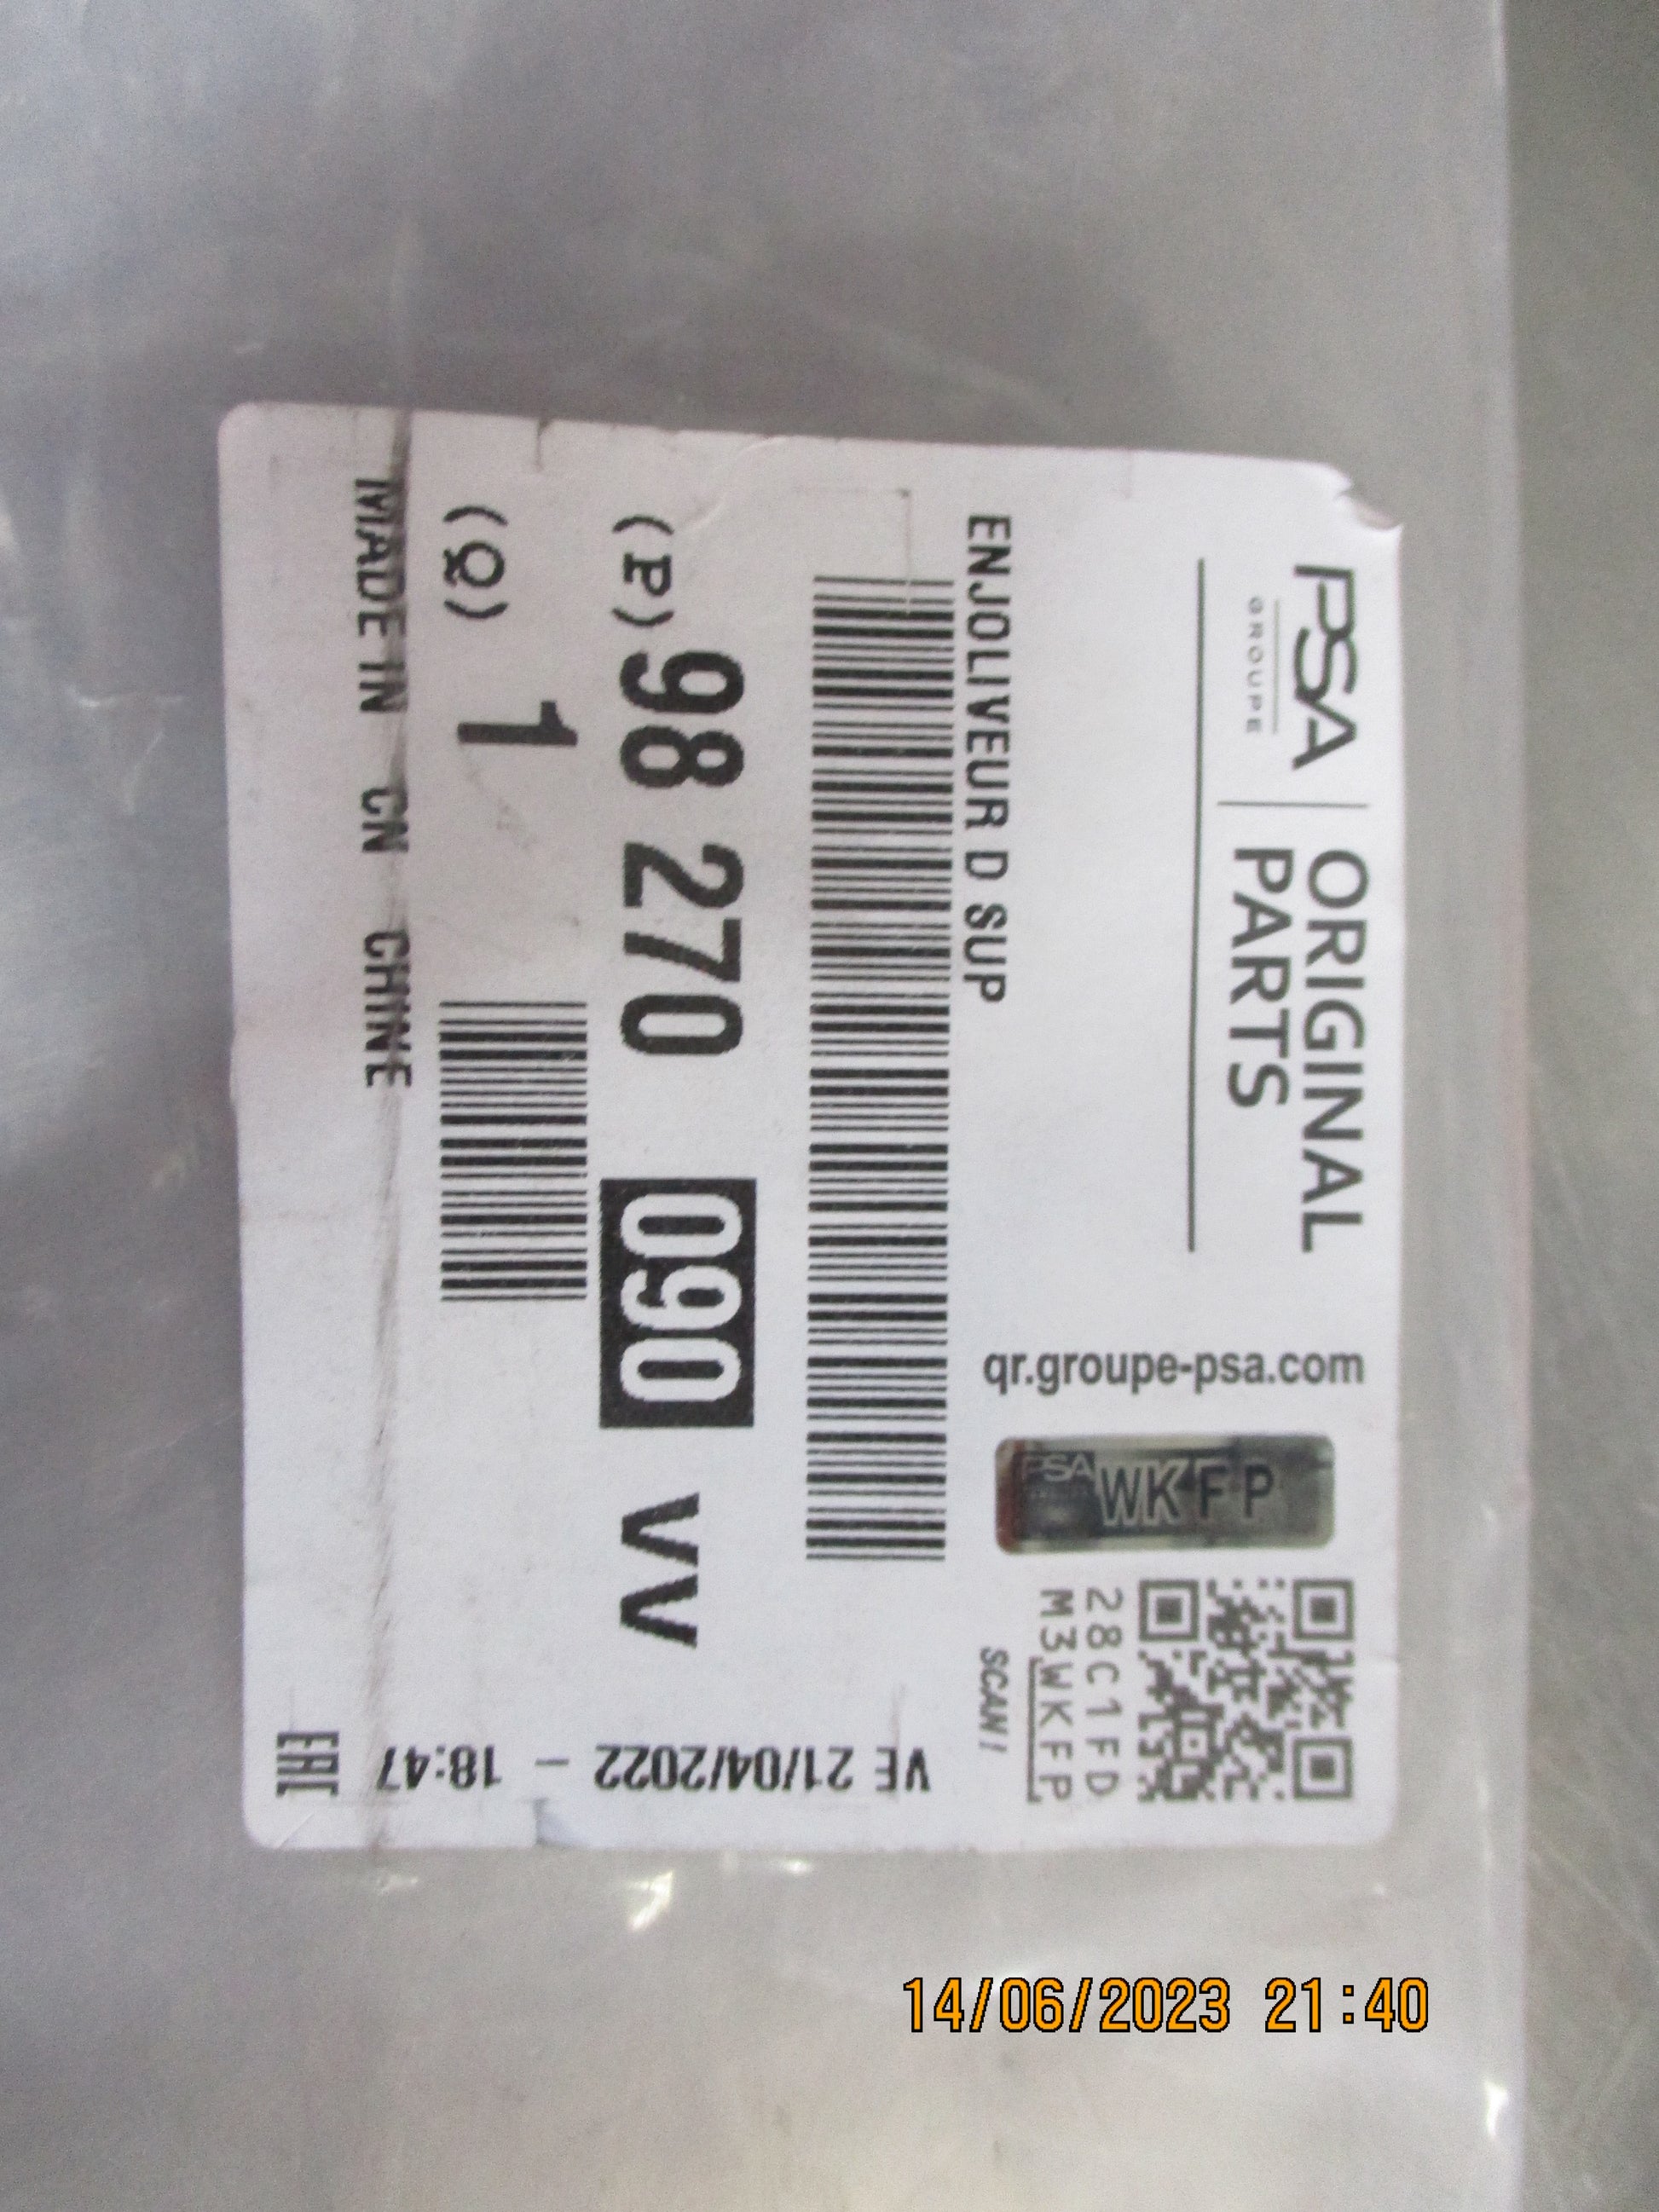 PSA
GROUPE
ORIGINAL
PARTS
qr.groupe-psa.com
PSA WKFP
28C1FD
M3WKFP
SCAN !
ENJOLIVEUR D SUP
(P) 98 270 090 VV
(Q) 1
MADE IN CN CHINE
VE 21/04/2022 - 18:47
EAC
14/06/2023 21:40